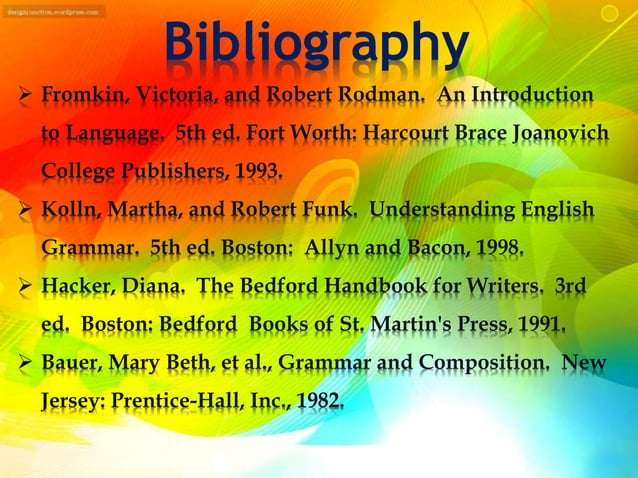 designjunction.wordpress.com
Bibliography
➢ Fromkin, Victoria, and Robert Rodman. An Introduction
to Language. 5th ed. Fort Worth: Harcourt Brace Joanovich
College Publishers, 1993.
➢ Kolln, Martha, and Robert Funk. Understanding English
Grammar. 5th ed. Boston: Allyn and Bacon, 1998.
➢ Hacker, Diana. The Bedford Handbook for Writers. 3rd
ed. Boston: Bedford Books of St. Martin's Press, 1991.
➢ Bauer, Mary Beth, et al., Grammar and Composition. New
Jersey: Prentice-Hall, Inc., 1982.